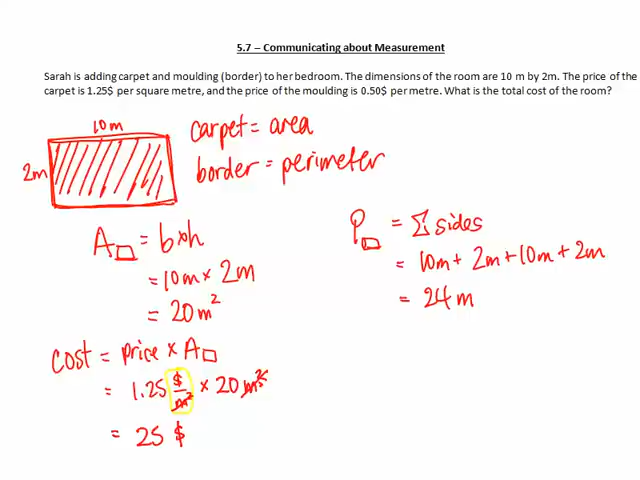 5.7 – Communicating about Measurement
Sarah is adding carpet and moulding (border) to her bedroom. The dimensions of the room are 10 m by 2m. The price of the
carpet is 1.25$ per square metre, and the price of the moulding is 0.50$ per metre. What is the total cost of the room?
10m
2m
carpet = area
border = perimeter
A▭ = b×h
= 10m × 2m
= 20m²
cost = price × A▭
= 1.25 $/m² × 20 m²
= 25 $
P▭ = Σ sides
= 10m + 2m + 10m + 2m
= 24 m